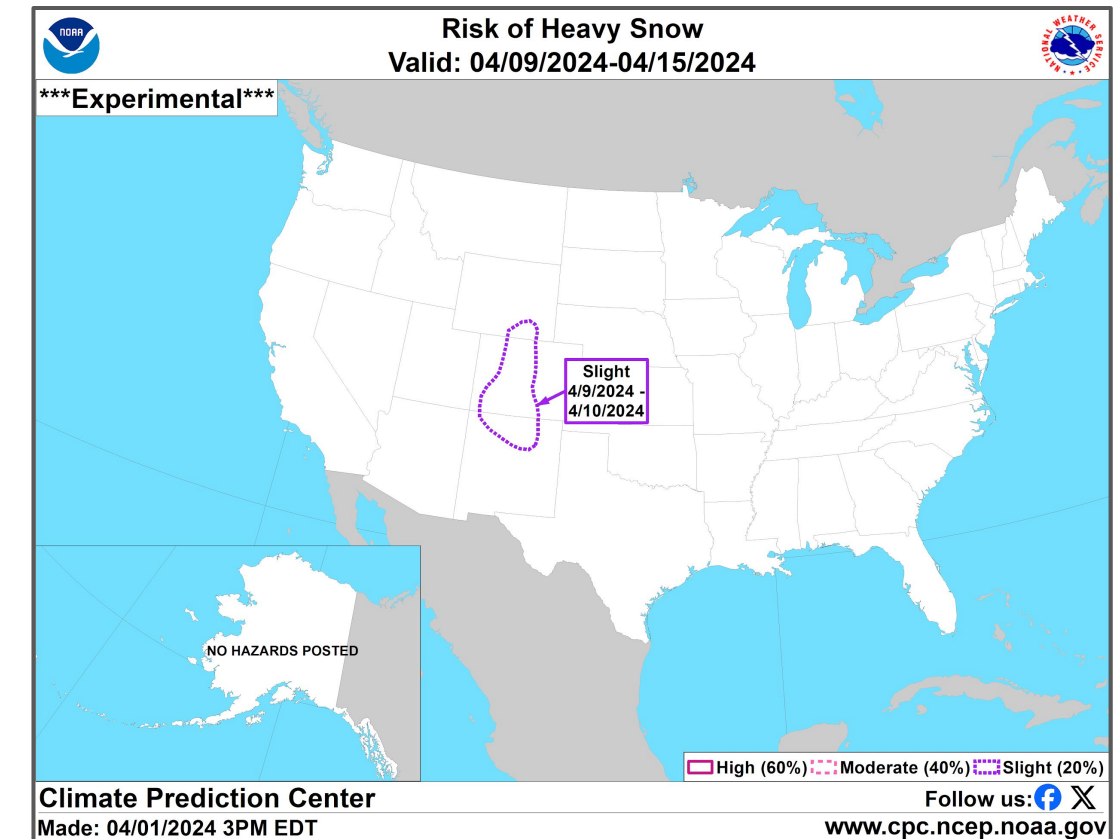 NOAA
Risk of Heavy Snow
Valid: 04/09/2024-04/15/2024
NATIONAL WEATHER SERVICE
***Experimental***
Slight
4/9/2024 -
4/10/2024
NO HAZARDS POSTED
High (60%) Moderate (40%) Slight (20%)
Climate Prediction Center
Follow us:
Made: 04/01/2024 3PM EDT
www.cpc.ncep.noaa.gov